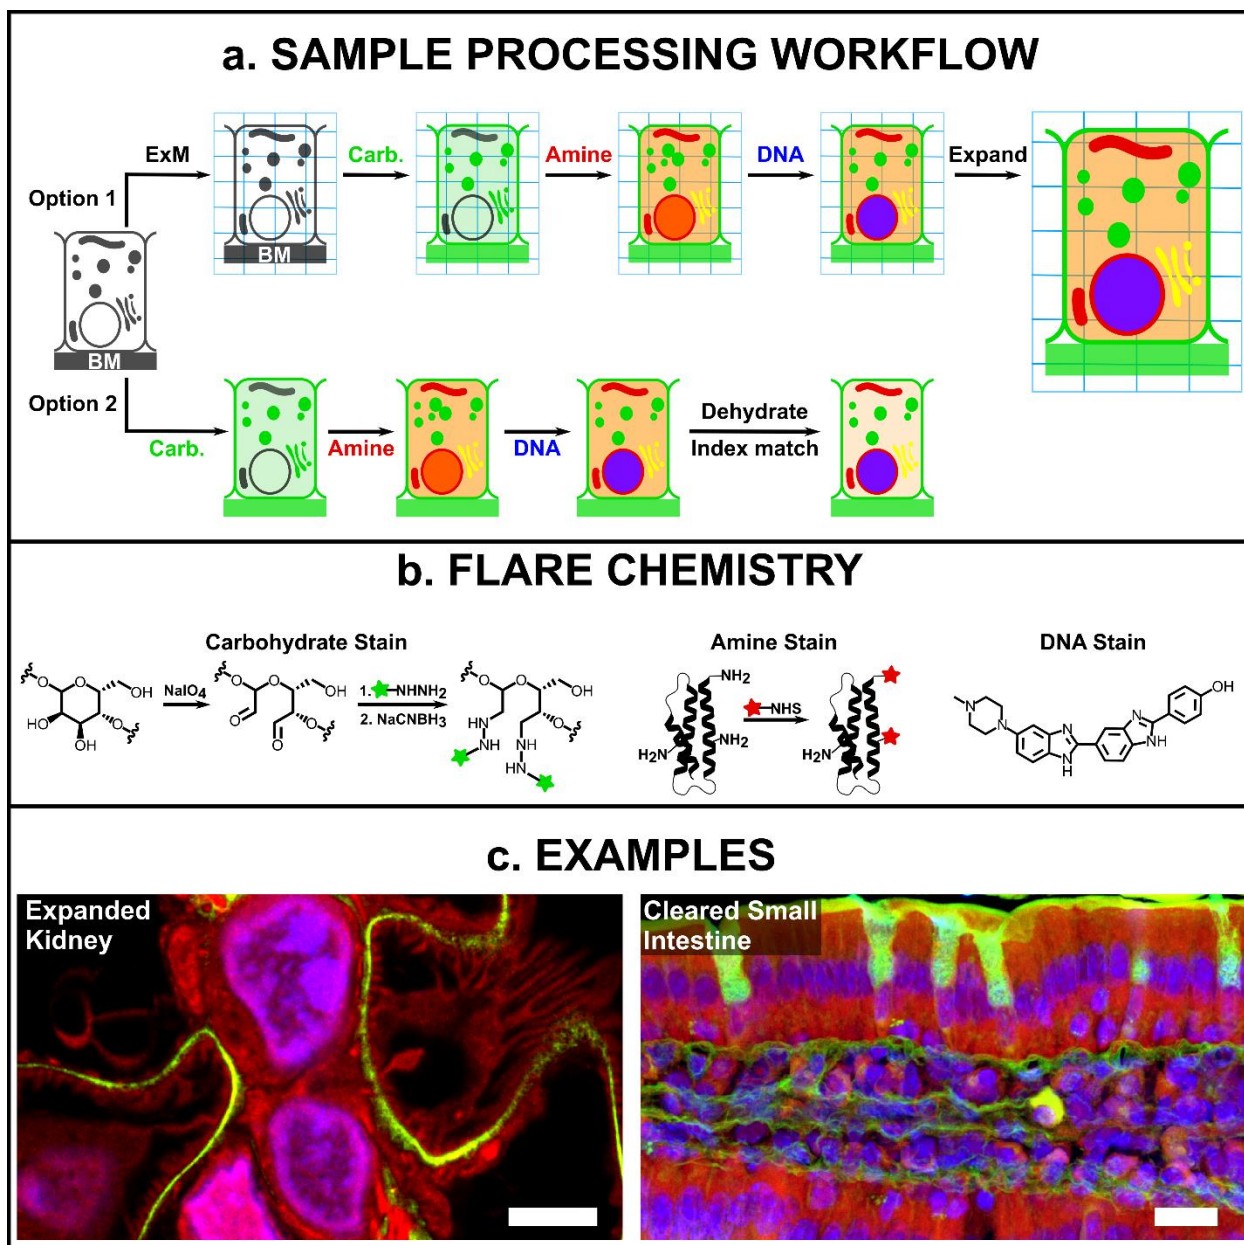 a. SAMPLE PROCESSING WORKFLOW
Option 1
ExM
Carb.
Amine
DNA
Expand
BM
BM
Option 2
Carb.
Amine
DNA
Dehydrate
Index match
b. FLARE CHEMISTRY
Carbohydrate Stain
Amine Stain
DNA Stain
O
O
OH
HO
OH
O
NaIO₄
O
O
OH
O
O
O
1. NHNH₂
2. NaCNBH₃
O
O
OH
O
HN
NH
NH
HN
NH₂
H₂N
NH₂
NHS
H₂N
N
N
N
N
H
N
NH
OH
c. EXAMPLES
Expanded
Kidney
Cleared Small
Intestine